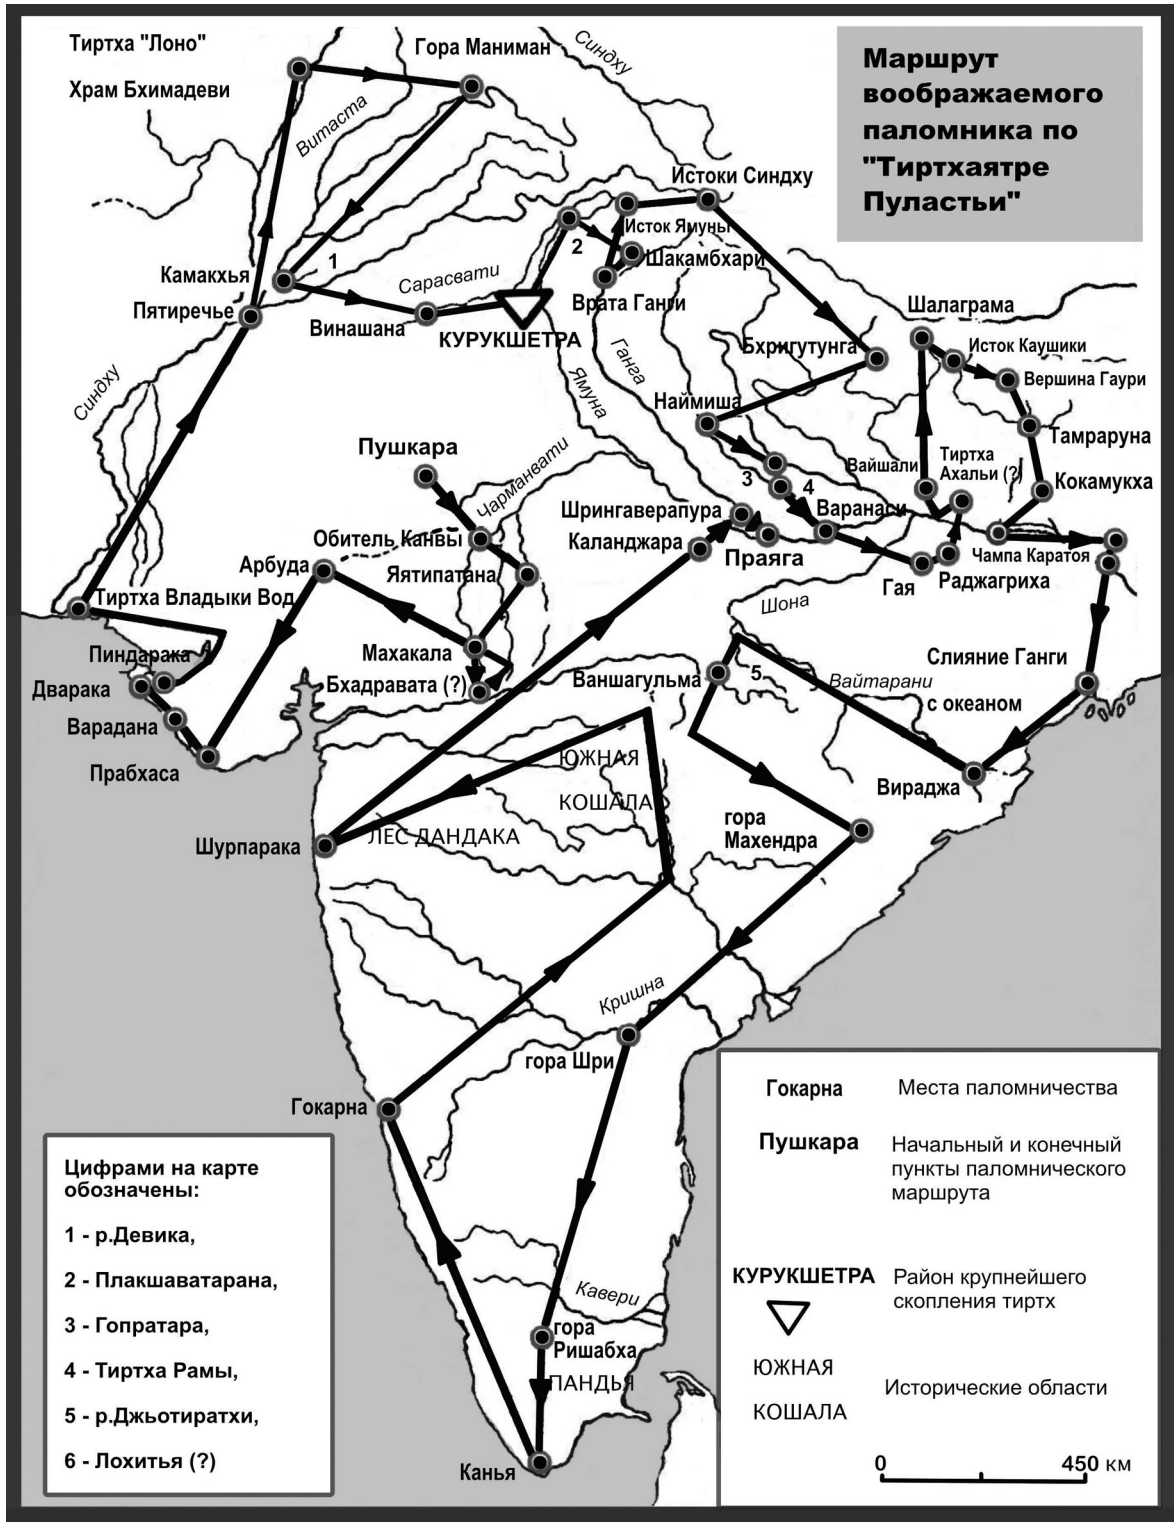 Маршрут
воображаемого
паломника по
"Тиртхаятре
Пуластьи"
Тиртха "Лоно"
Храм Бхимадеви
Гора Маниман
Синдху
Витаста
Истоки Синдху
Исток Ямуны
2
Шакамбхари
Врата Ганги
Камакхья
1
Сарасвати
Пятиречье
Винашана
КУРУКШЕТРА
Шалаграма
Исток Каушики
Бхригутунга
Вершина Гаури
Синдху
Ганга
Ямуна
Наймиша
Тамраруна
Пушкара
Чарманвати
3
4
Вайшали
Тиртха
Ахальи (?)
Кокамукха
Шрингаверапура
Варанаси
Обитель Канвы
Каланджара
Праяга
Чампа Каратоя
Арбуда
Яятипатана
Гая
Раджагриха
Тиртха Владыки Вод
Шона
Пиндарака
Махакала
Слияние Ганги
с океаном
Дварака
Бхадравата (?)
Ваншагульма
5
Вайтарани
Варадана
Прабхаса
ЮЖНАЯ
КОШАЛА
Вираджа
гора
Махендра
Шурпарака
ЛЕС ДАНДАКА
Кришна
гора Шри
Гокарна
Кавери
гора
Ришабха
ПАНДЬЯ
Канья
Цифрами на карте
обозначены:
1 - р.Девика,
2 - Плакшаватарана,
3 - Гопратара,
4 - Тиртха Рамы,
5 - р.Джьотиратхи,
6 - Лохитья (?)
Гокарна Места паломничества
Пушкара Начальный и конечный
пункты паломнического
маршрута
КУРУКШЕТРА Район крупнейшего
скопления тиртх
ЮЖНАЯ
КОШАЛА
Исторические области
0 450 км